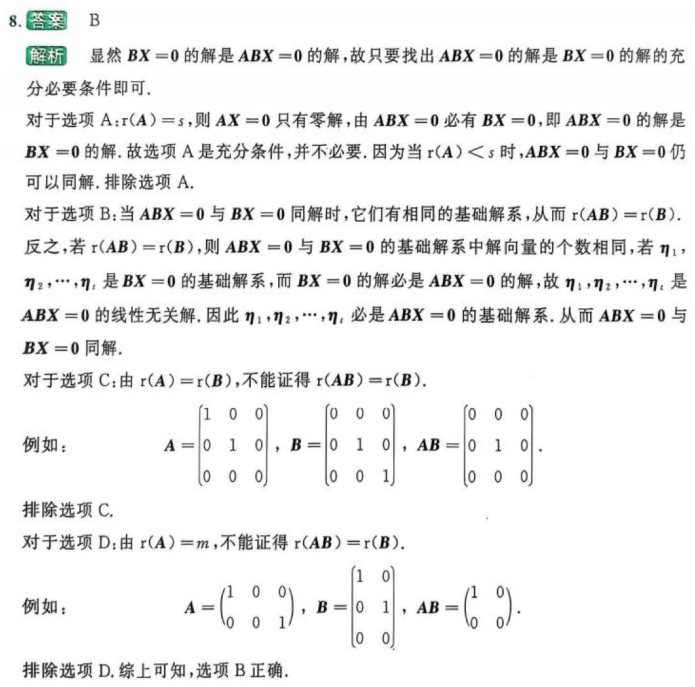 8. 答案 B
解析 显然 BX=0 的解是 ABX=0 的解,故只要找出 ABX=0 的解是 BX=0 的解的充
分必要条件即可.
对于选项 A:r(A)=s,则 AX=0 只有零解,由 ABX=0 必有 BX=0,即 ABX=0 的解是
BX=0 的解.故选项 A 是充分条件,并不必要.因为当 r(A)<s 时,ABX=0 与 BX=0 仍
可以同解.排除选项 A.
对于选项 B:当 ABX=0 与 BX=0 同解时,它们有相同的基础解系,从而 r(AB)=r(B).
反之,若 r(AB)=r(B),则 ABX=0 与 BX=0 的基础解系中解向量的个数相同,若 η₁,
η₂,…,ηₜ 是 BX=0 的基础解系,而 BX=0 的解必是 ABX=0 的解,故 η₁,η₂,…,ηₜ 是
ABX=0 的线性无关解.因此 η₁,η₂,…,ηₜ 必是 ABX=0 的基础解系.从而 ABX=0 与
BX=0 同解.
对于选项 C:由 r(A)=r(B),不能证得 r(AB)=r(B).
1 0 0 0 0 0 0 0 0
例如: A= 0 1 0 , B= 0 1 0 , AB= 0 1 0 .
0 0 0 0 0 1 0 0 0
排除选项 C.
对于选项 D:由 r(A)=m,不能证得 r(AB)=r(B).
1 0
例如: A=(1 0 0 0 0 1), B= 0 1 , AB=(1 0 0 0).
0 0
排除选项 D.综上可知,选项 B 正确.